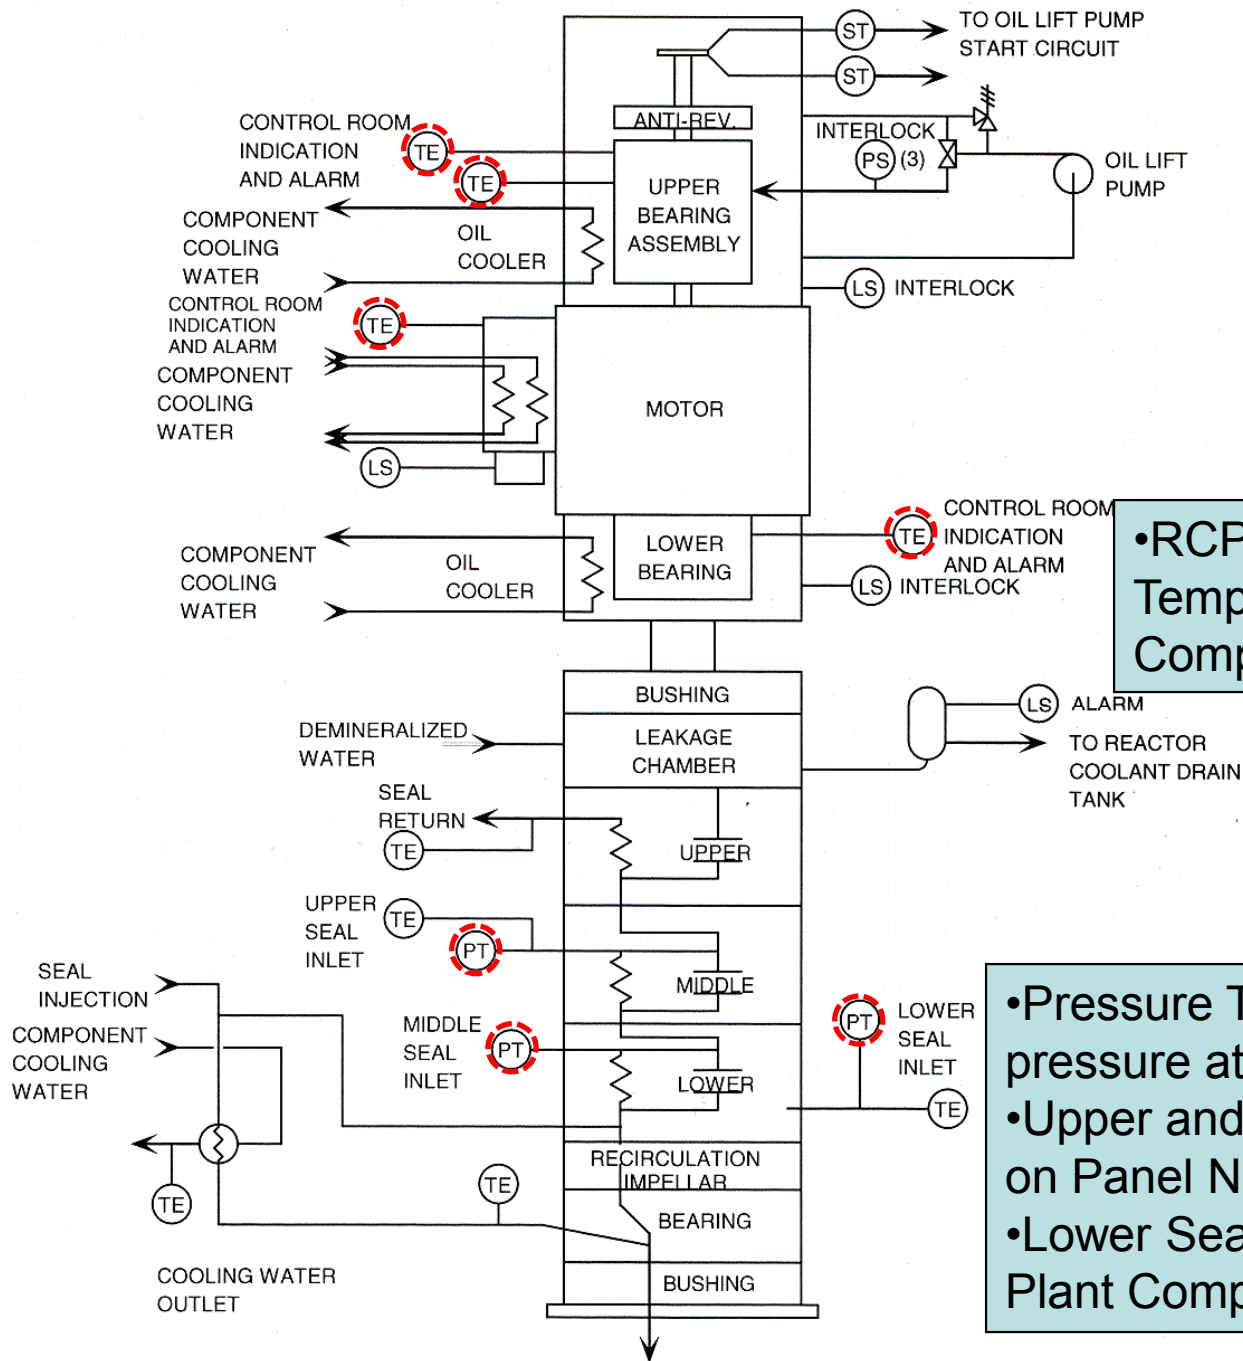 ST
TO OIL LIFT PUMP
START CIRCUIT
ST
ANTI-REV.
CONTROL ROOM
INDICATION
AND ALARM
TE
TE
INTERLOCK
PS (3)
OIL LIFT
PUMP
UPPER
BEARING
ASSEMBLY
COMPONENT
COOLING
WATER
OIL
COOLER
LS INTERLOCK
CONTROL ROOM
INDICATION
AND ALARM
TE
COMPONENT
COOLING
WATER
MOTOR
LS
LOWER
BEARING
TE
CONTROL ROOM
INDICATION
AND ALARM
LS INTERLOCK
COMPONENT
COOLING
WATER
OIL
COOLER
•RCP
Temp
Comp
BUSHING
LEAKAGE
CHAMBER
DEMINERALIZED
WATER
LS ALARM
TO REACTOR
COOLANT DRAIN
TANK
SEAL
RETURN
TE
UPPER
UPPER
SEAL
INLET
TE
PT
MIDDLE
SEAL
INJECTION
COMPONENT
COOLING
WATER
MIDDLE
SEAL
INLET
PT
LOWER
PT
LOWER
SEAL
INLET
TE
•Pressure T
pressure at
•Upper and
on Panel N
•Lower Sea
Plant Comp
RECIRCULATION
IMPELLAR
TE
TE
BEARING
BUSHING
COOLING WATER
OUTLET